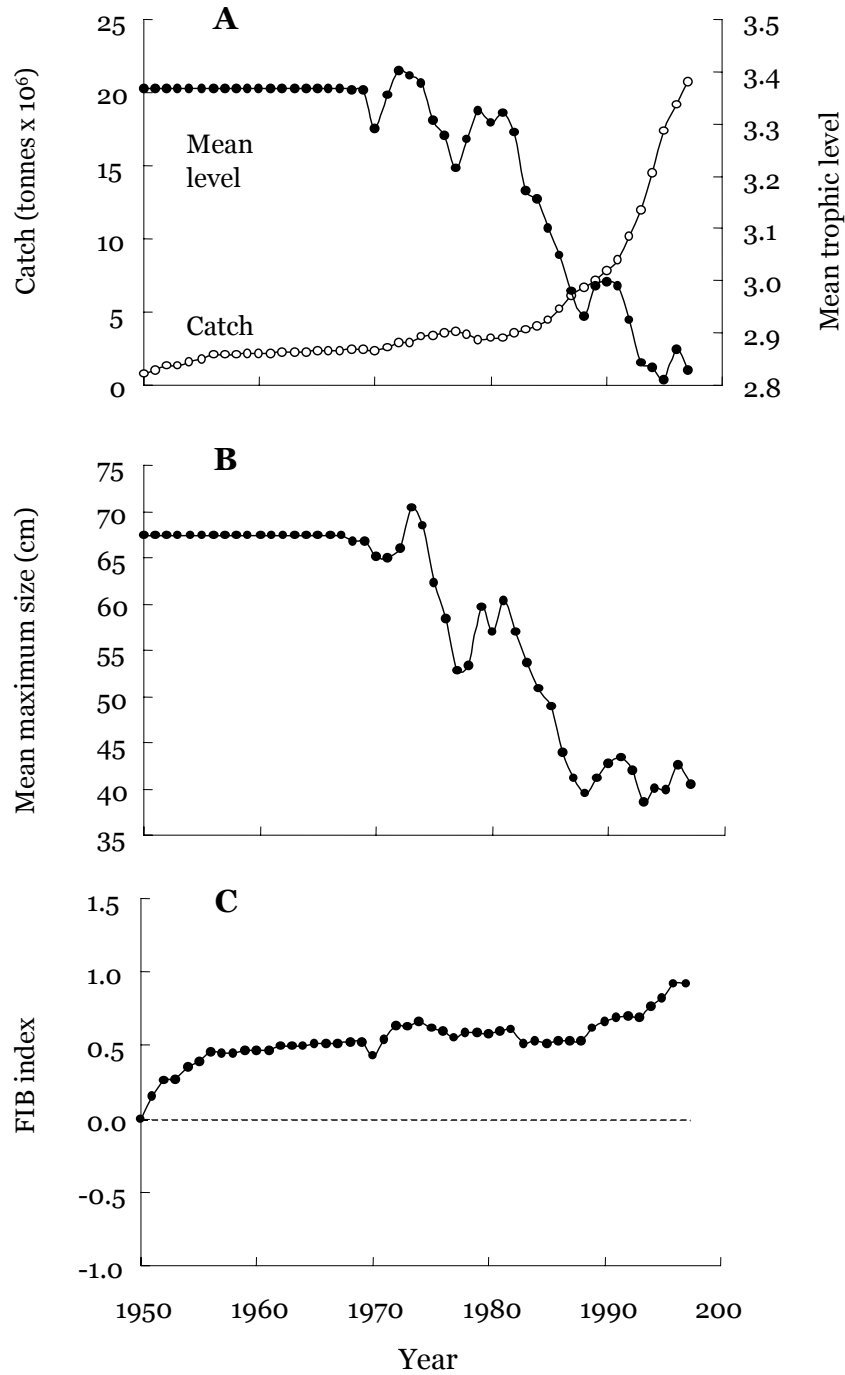 A
25
20
15
10
5
0
Catch (tonnes x 10⁶)
Mean
level
Catch
3.5
3.4
3.3
3.2
3.1
3.0
2.9
2.8
Mean trophic level
B
75
70
65
60
55
50
45
40
35
Mean maximum size (cm)
C
1.5
1.0
0.5
0.0
-0.5
-1.0
FIB index
1950 1960 1970 1980 1990 200
Year